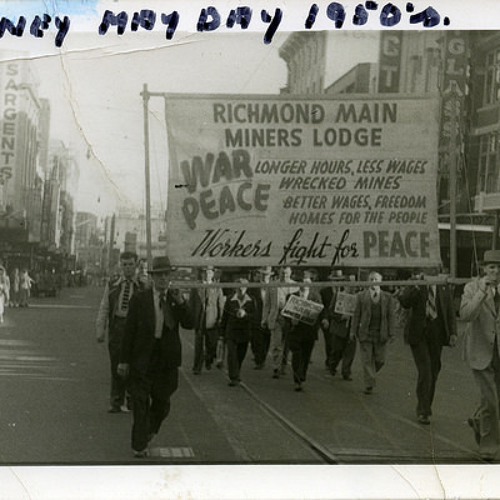 NEY MAY DAY 1950'S.
SARGENTS
RICHMOND MAIN
MINERS LODGE
WAR LONGER HOURS, LESS WAGES
WRECKED MINES
PEACE BETTER WAGES, FREEDOM
HOMES FOR THE PEOPLE
Workers fight for PEACE